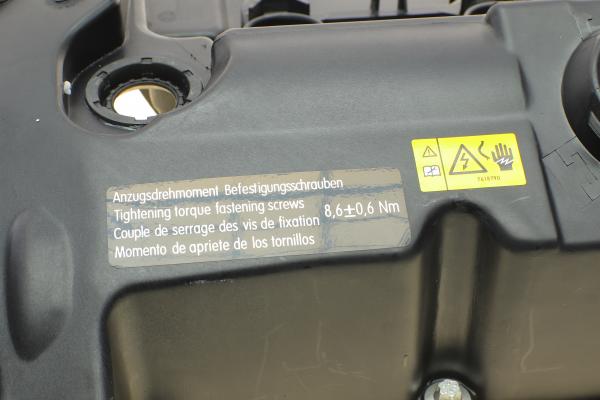 Anzugsdrehmoment Befestigungsschrauben
Tightening torque fastening screws
Couple de serrage des vis de fixation
Momento de apriete de los tornillos
8,6±0,6 Nm
7619790